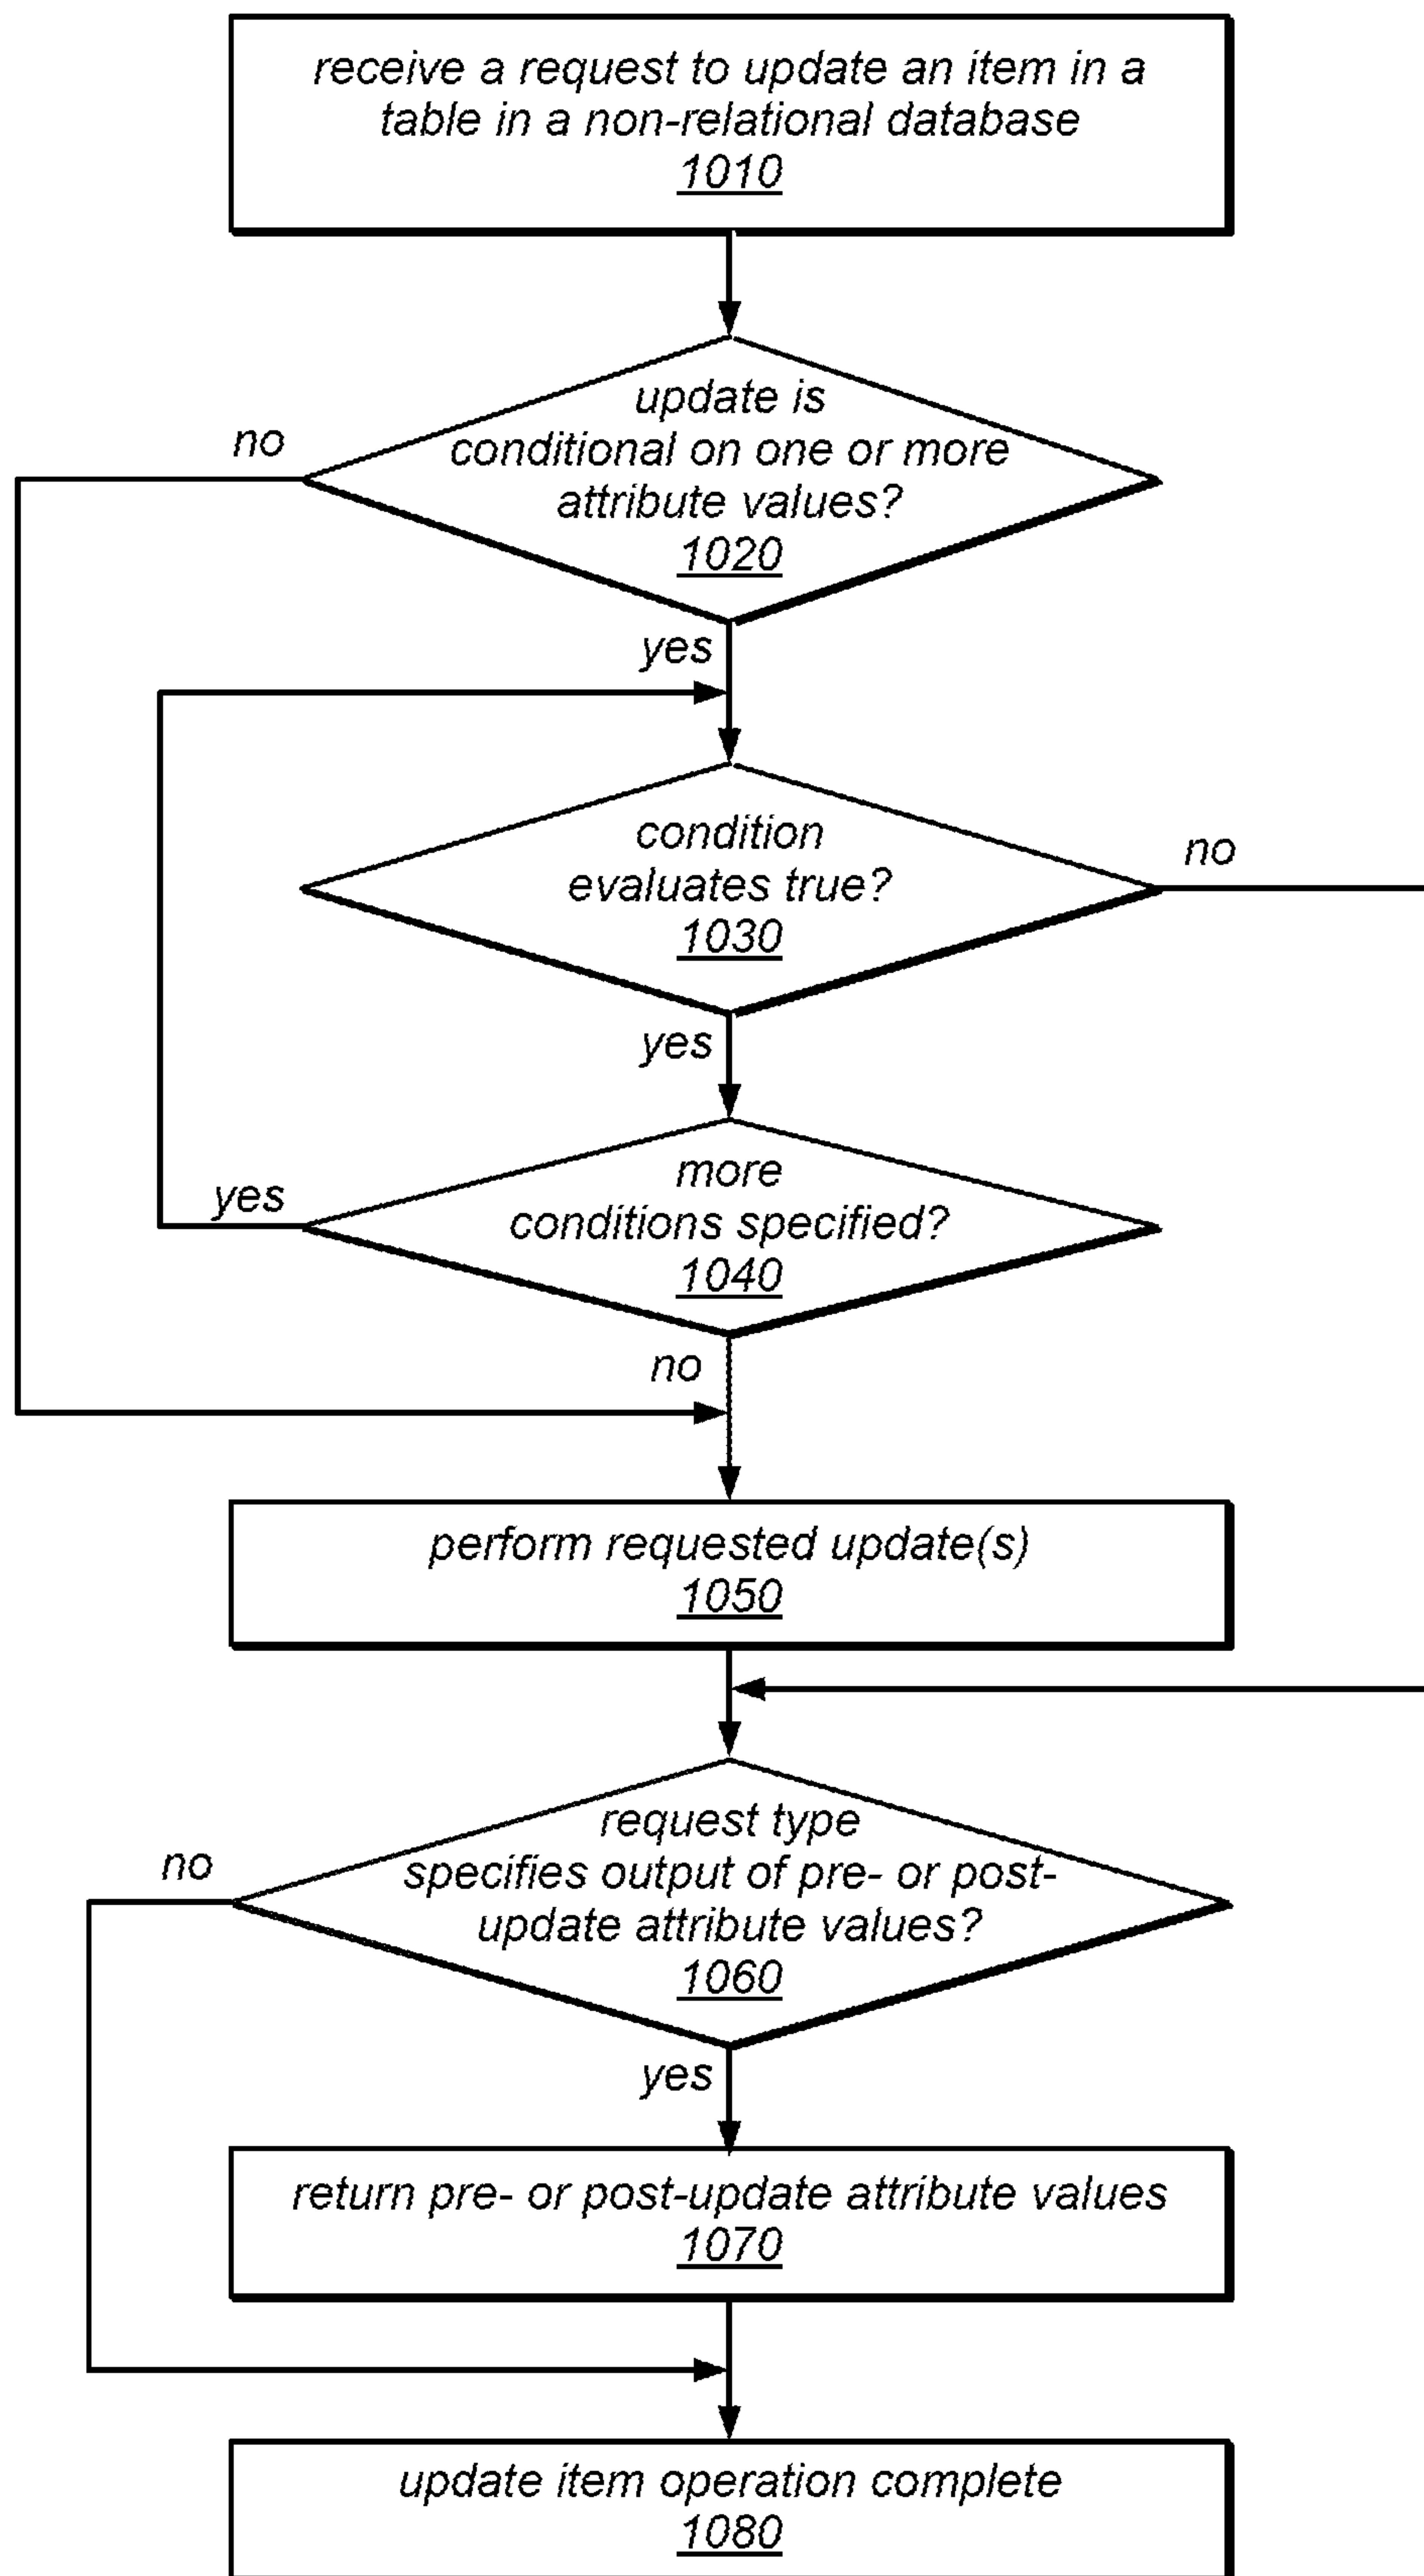 receive a request to update an item in a
table in a non-relational database
1010
update is
conditional on one or more
attribute values?
1020
no
yes
condition
evaluates true?
1030
no
yes
more
conditions specified?
1040
yes
no
perform requested update(s)
1050
request type
specifies output of pre- or post-
update attribute values?
1060
no
yes
return pre- or post-update attribute values
1070
update item operation complete
1080